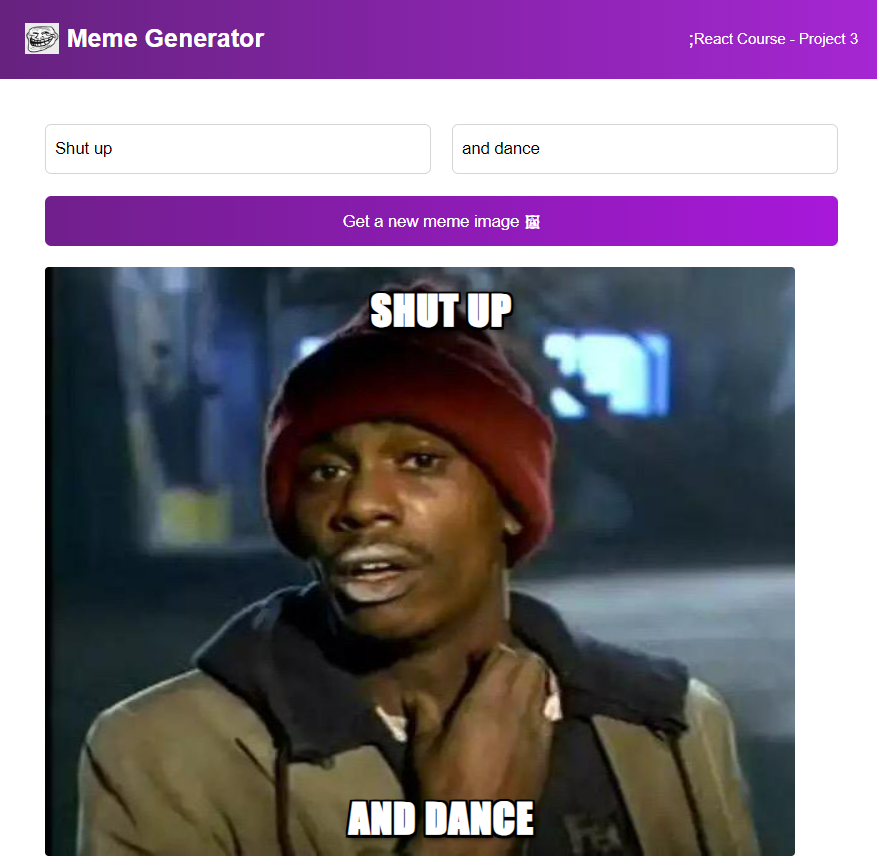 Meme Generator
;React Course - Project 3
Shut up
and dance
Get a new meme image 🖼
SHUT UP
AND DANCE